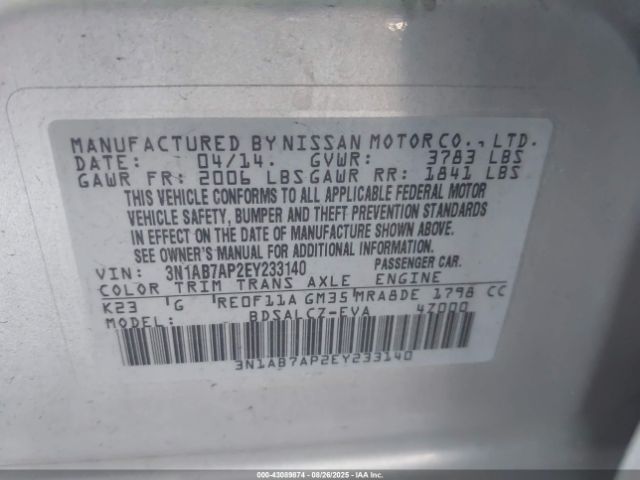 MANUFACTURED BY NISSAN MOTOR CO., LTD.
DATE: 04/14. GVWR: 3783 LBS
GAWR FR: 2006 LBS GAWR RR: 1841 LBS
THIS VEHICLE CONFORMS TO ALL APPLICABLE FEDERAL MOTOR
VEHICLE SAFETY, BUMPER AND THEFT PREVENTION STANDARDS
IN EFFECT ON THE DATE OF MANUFACTURE SHOWN ABOVE.
SEE OWNER'S MANUAL FOR ADDITIONAL INFORMATION.
VIN: 3N1AB7AP2EY233140 PASSENGER CAR.
COLOR TRIM TRANS AXLE ENGINE
K23 G RE0F11A GM35 MRA8DE 1798 CC
MODEL: BDSALCZ-EVA 4Z000
3N1AB7AP2EY233140
000-43089874 08/26/2025 IAA Inc.